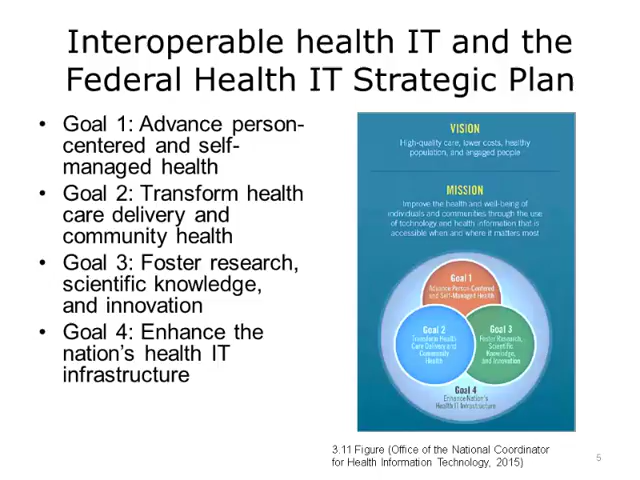 Interoperable health IT and the
Federal Health IT Strategic Plan
• Goal 1: Advance person-
centered and self-
managed health
• Goal 2: Transform health
care delivery and
community health
• Goal 3: Foster research,
scientific knowledge,
and innovation
• Goal 4: Enhance the
nation's health IT
infrastructure
VISION
High-quality care, lower costs, healthy
population, and engaged people
MISSION
Improve the health and well-being of
individuals and communities through the use
of technology and health information that is
accessible when and where it matters most
Goal 1
Advance Person-Centered
and Self-Managed Health
Goal 2
Transform Health
Care Delivery and
Community
Health
Goal 3
Foster Research,
Scientific
Knowledge,
and Innovation
Goal 4
Enhance Nation's
Health IT Infrastructure
3.11 Figure (Office of the National Coordinator
for Health Information Technology, 2015)
5